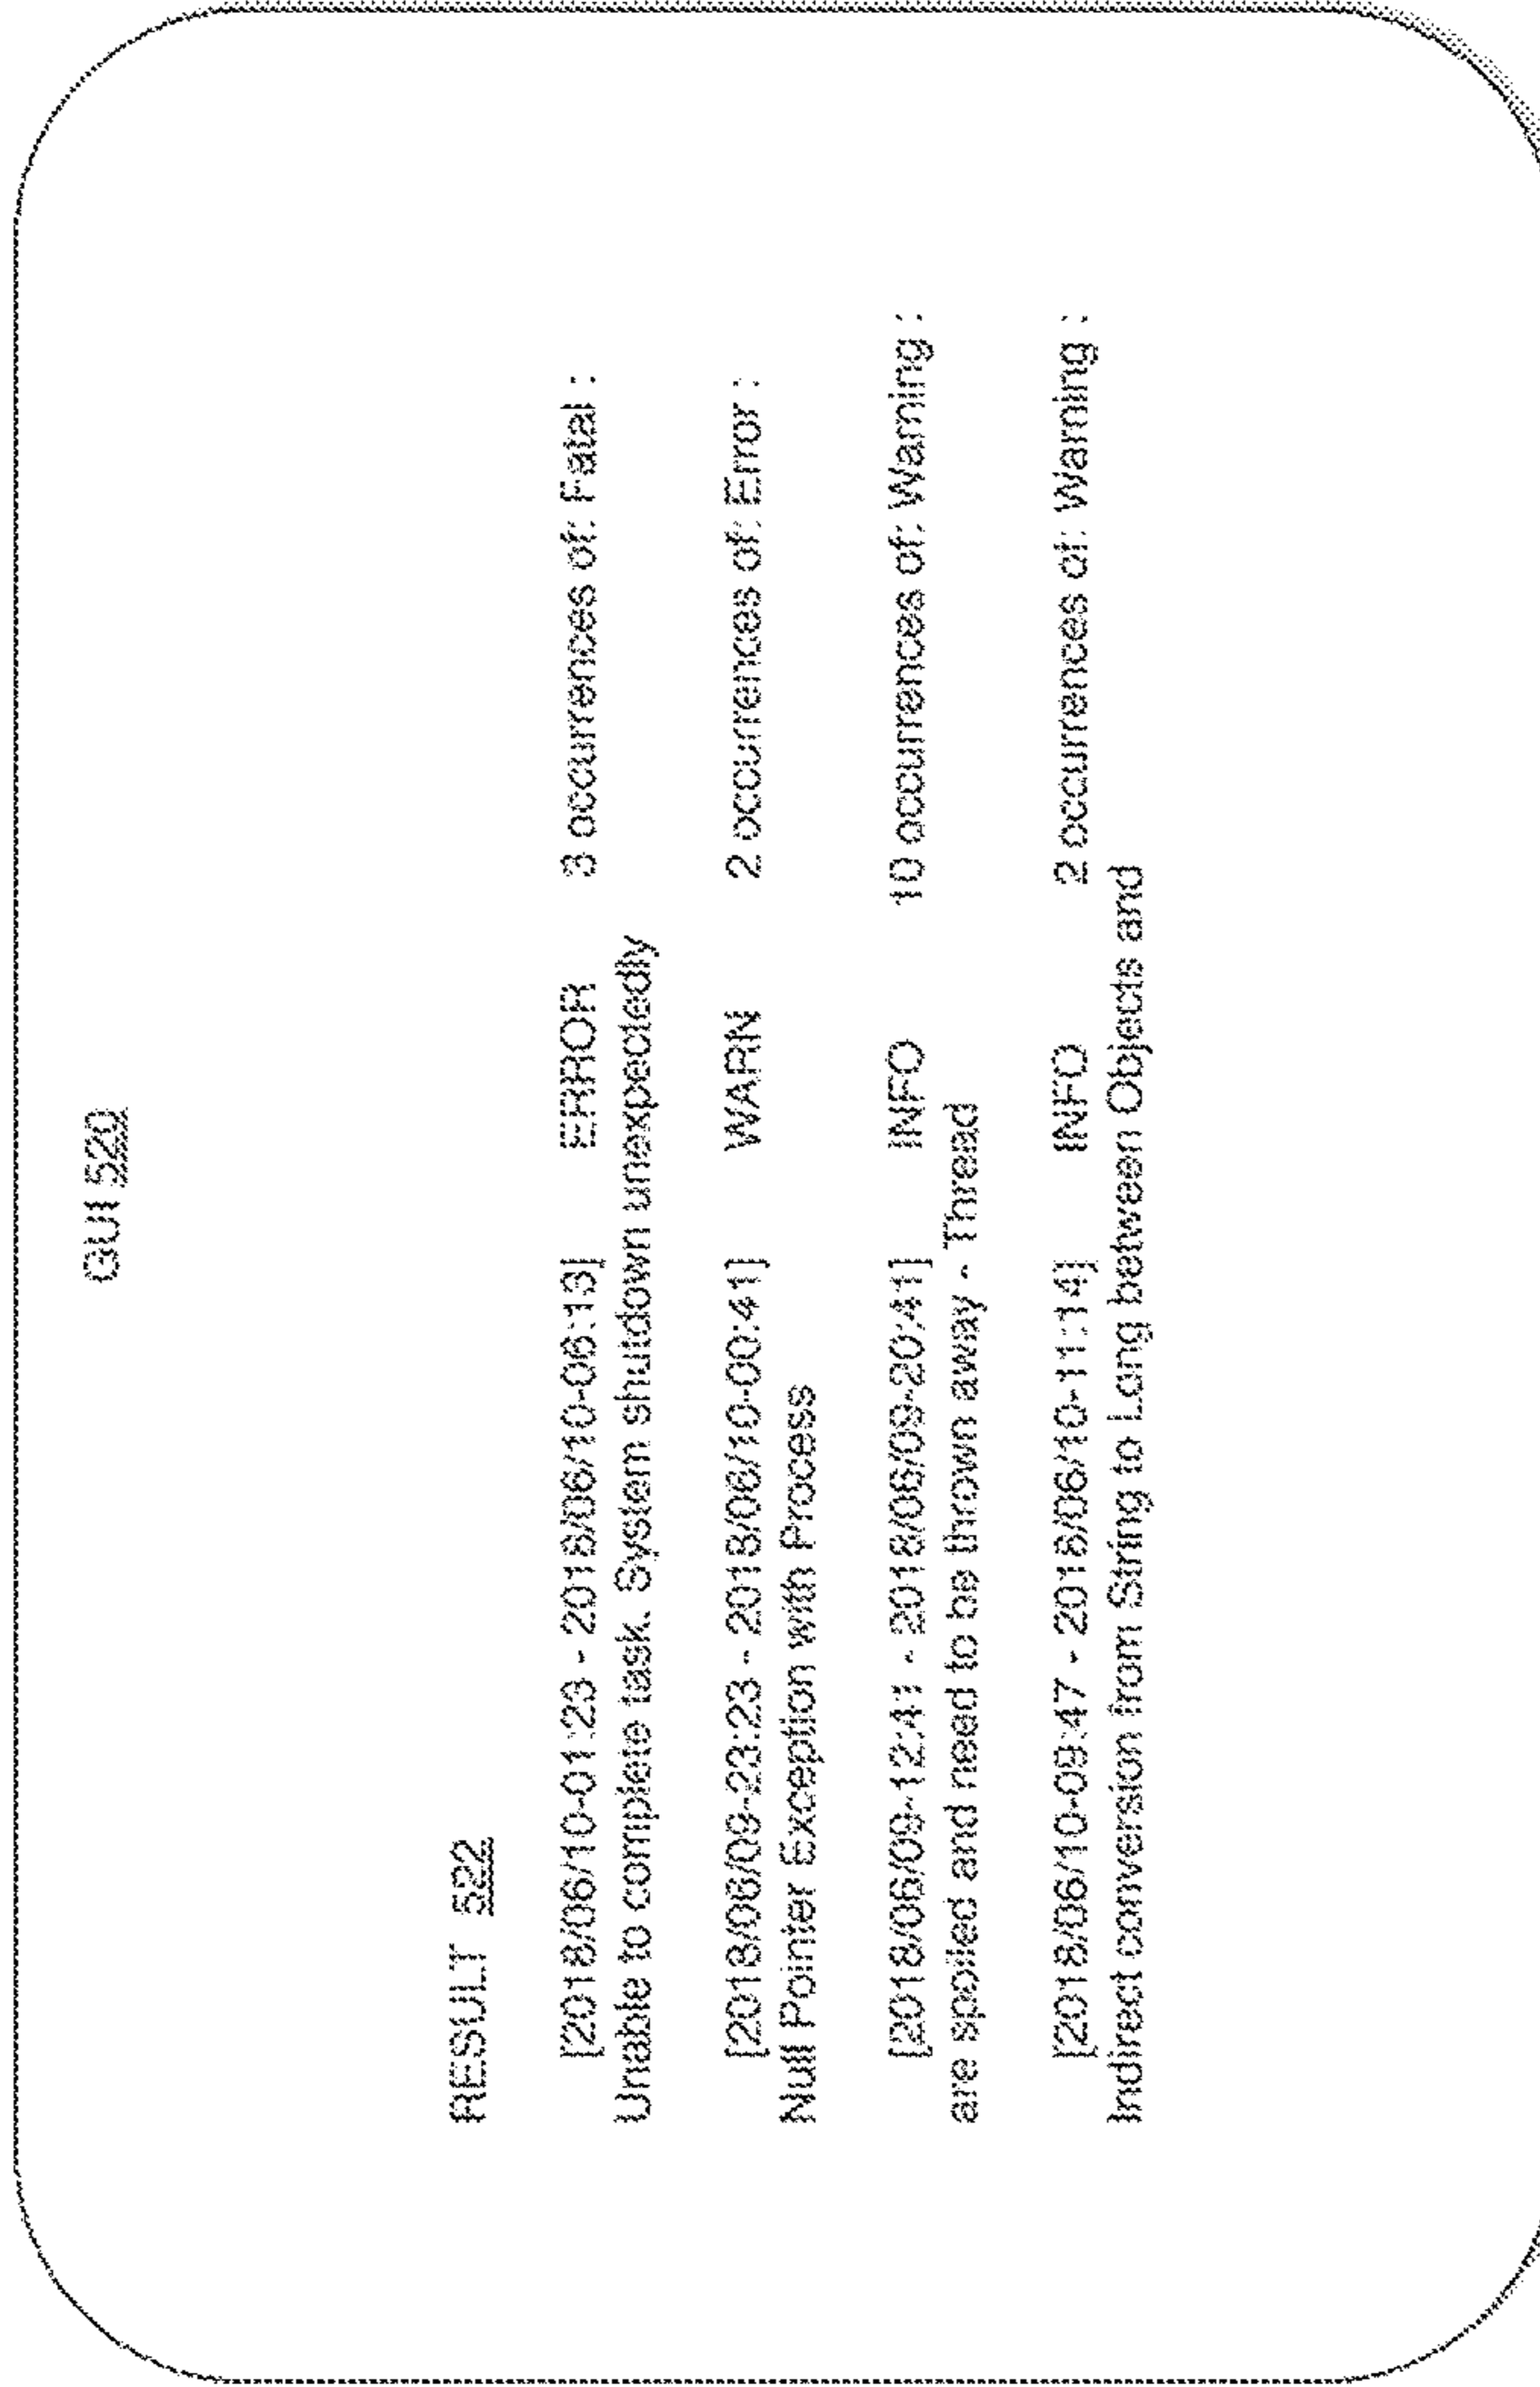 GUI 520
RESULT 522
[2018/06/10-01:23 - 2018/06/10-06:13] ERROR 3 occurrences of: Fatal :
Unable to complete task. System shutdown unexpectedly
[2018/06/09-23:23 - 2018/06/10-00:41] WARN 2 occurrences of: Error :
Null Pointer Exception with Process
[2018/06/09-12:41 - 2018/06/09-20:41] INFO 10 occurrences of: Warning :
are spoiled and need to be thrown away - Thread
[2018/06/10-09:47 - 2018/06/10-11:14] INFO 2 occurrences of: Warning :
Indirect conversion from String to Long between Objects and